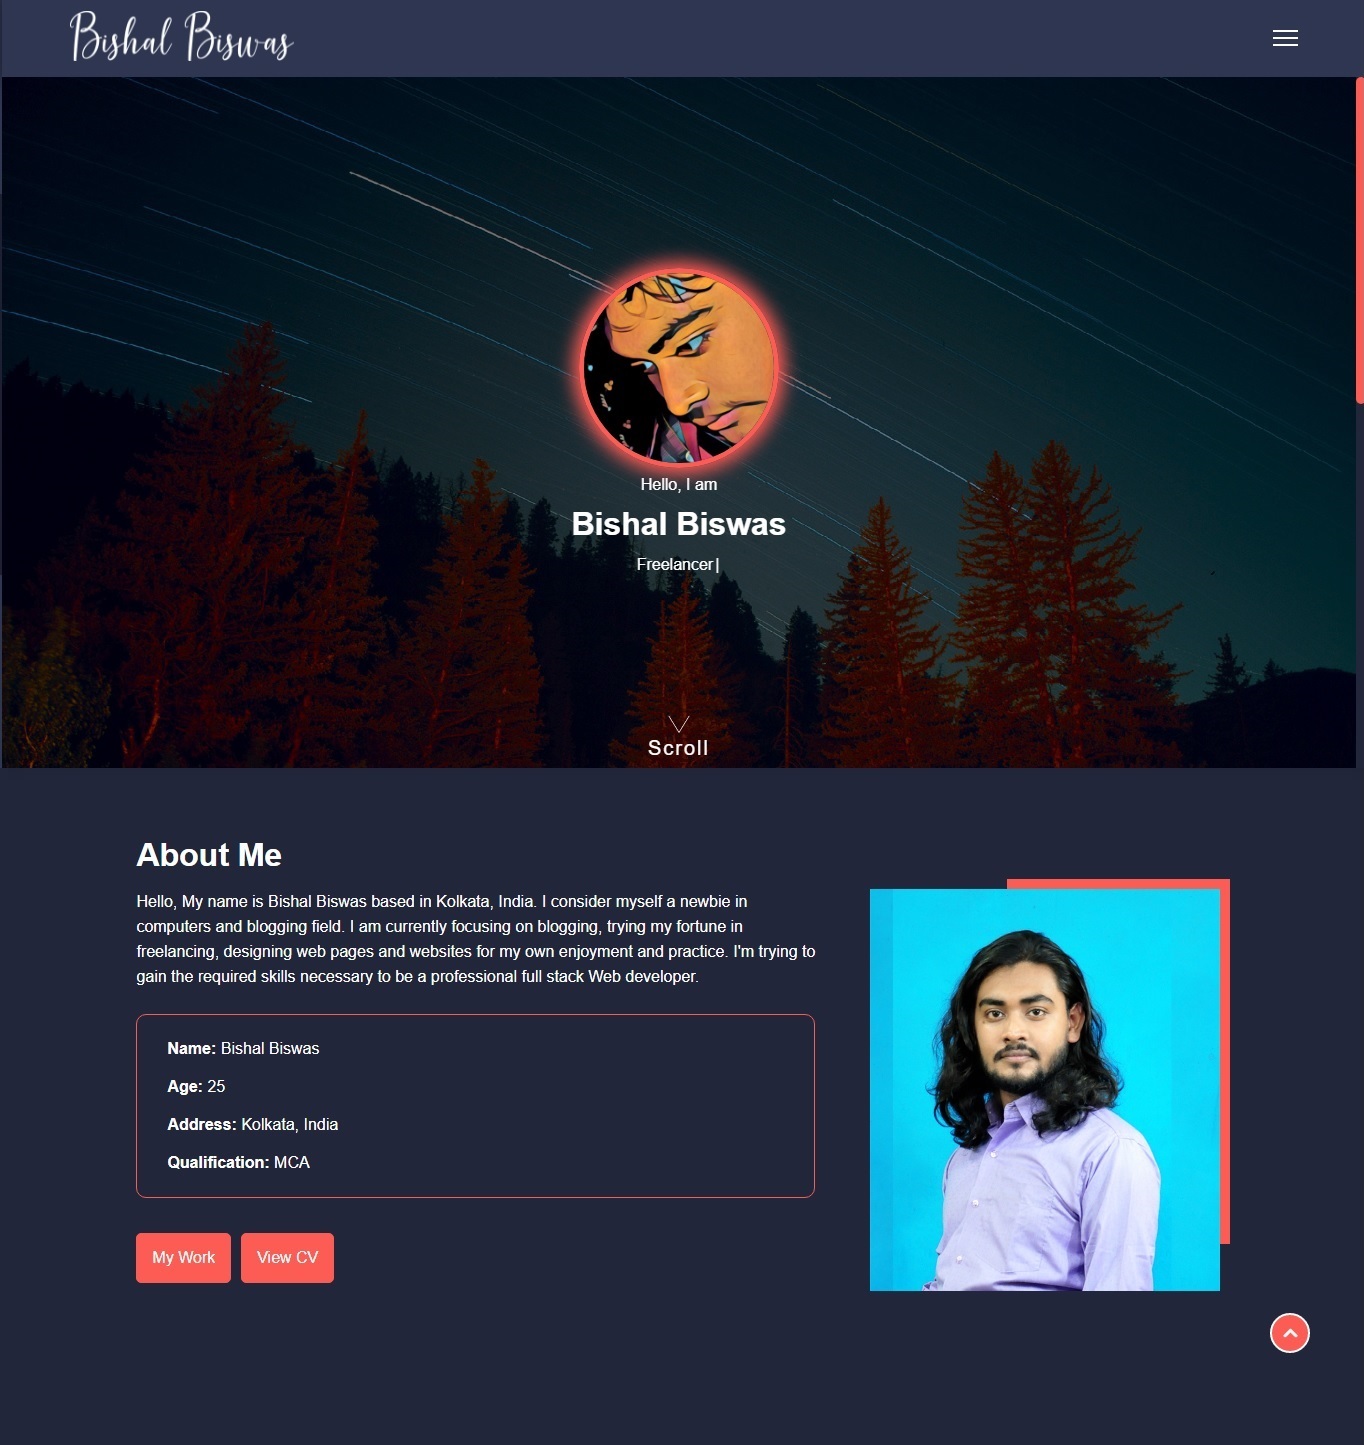 Bishal Biswas
Hello, I am
Bishal Biswas
Freelancer|
Scroll
About Me
Hello, My name is Bishal Biswas based in Kolkata, India. I consider myself a newbie in
computers and blogging field. I am currently focusing on blogging, trying my fortune in
freelancing, designing web pages and websites for my own enjoyment and practice. I'm trying to
gain the required skills necessary to be a professional full stack Web developer.
Name: Bishal Biswas
Age: 25
Address: Kolkata, India
Qualification: MCA
My Work View CV